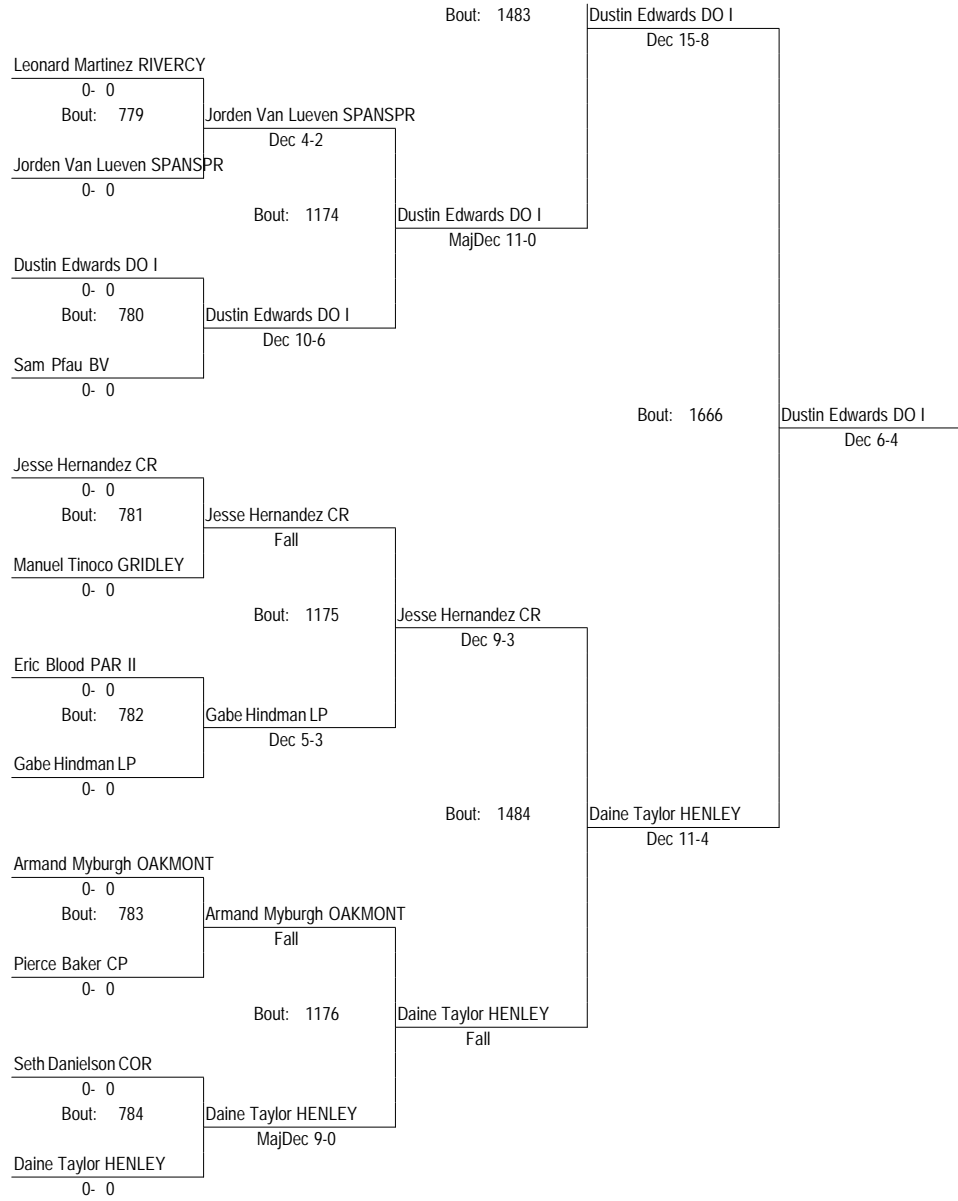 Bout: 1483 Dustin Edwards DO I
Dec 15-8
Leonard Martinez RIVERCY
0- 0
Bout: 779 Jorden Van Lueven SPANSPR
Dec 4-2
Jorden Van Lueven SPANSPR
0- 0
Bout: 1174 Dustin Edwards DO I
MajDec 11-0
Dustin Edwards DO I
0- 0
Bout: 780 Dustin Edwards DO I
Dec 10-6
Sam Pfau BV
0- 0
Bout: 1666 Dustin Edwards DO I
Dec 6-4
Jesse Hernandez CR
0- 0
Bout: 781 Jesse Hernandez CR
Fall
Manuel Tinoco GRIDLEY
0- 0
Bout: 1175 Jesse Hernandez CR
Dec 9-3
Eric Blood PAR II
0- 0
Bout: 782 Gabe Hindman LP
Dec 5-3
Gabe Hindman LP
0- 0
Bout: 1484 Daine Taylor HENLEY
Dec 11-4
Armand Myburgh OAKMONT
0- 0
Bout: 783 Armand Myburgh OAKMONT
Fall
Pierce Baker CP
0- 0
Bout: 1176 Daine Taylor HENLEY
Fall
Seth Danielson COR
0- 0
Bout: 784 Daine Taylor HENLEY
MajDec 9-0
Daine Taylor HENLEY
0- 0